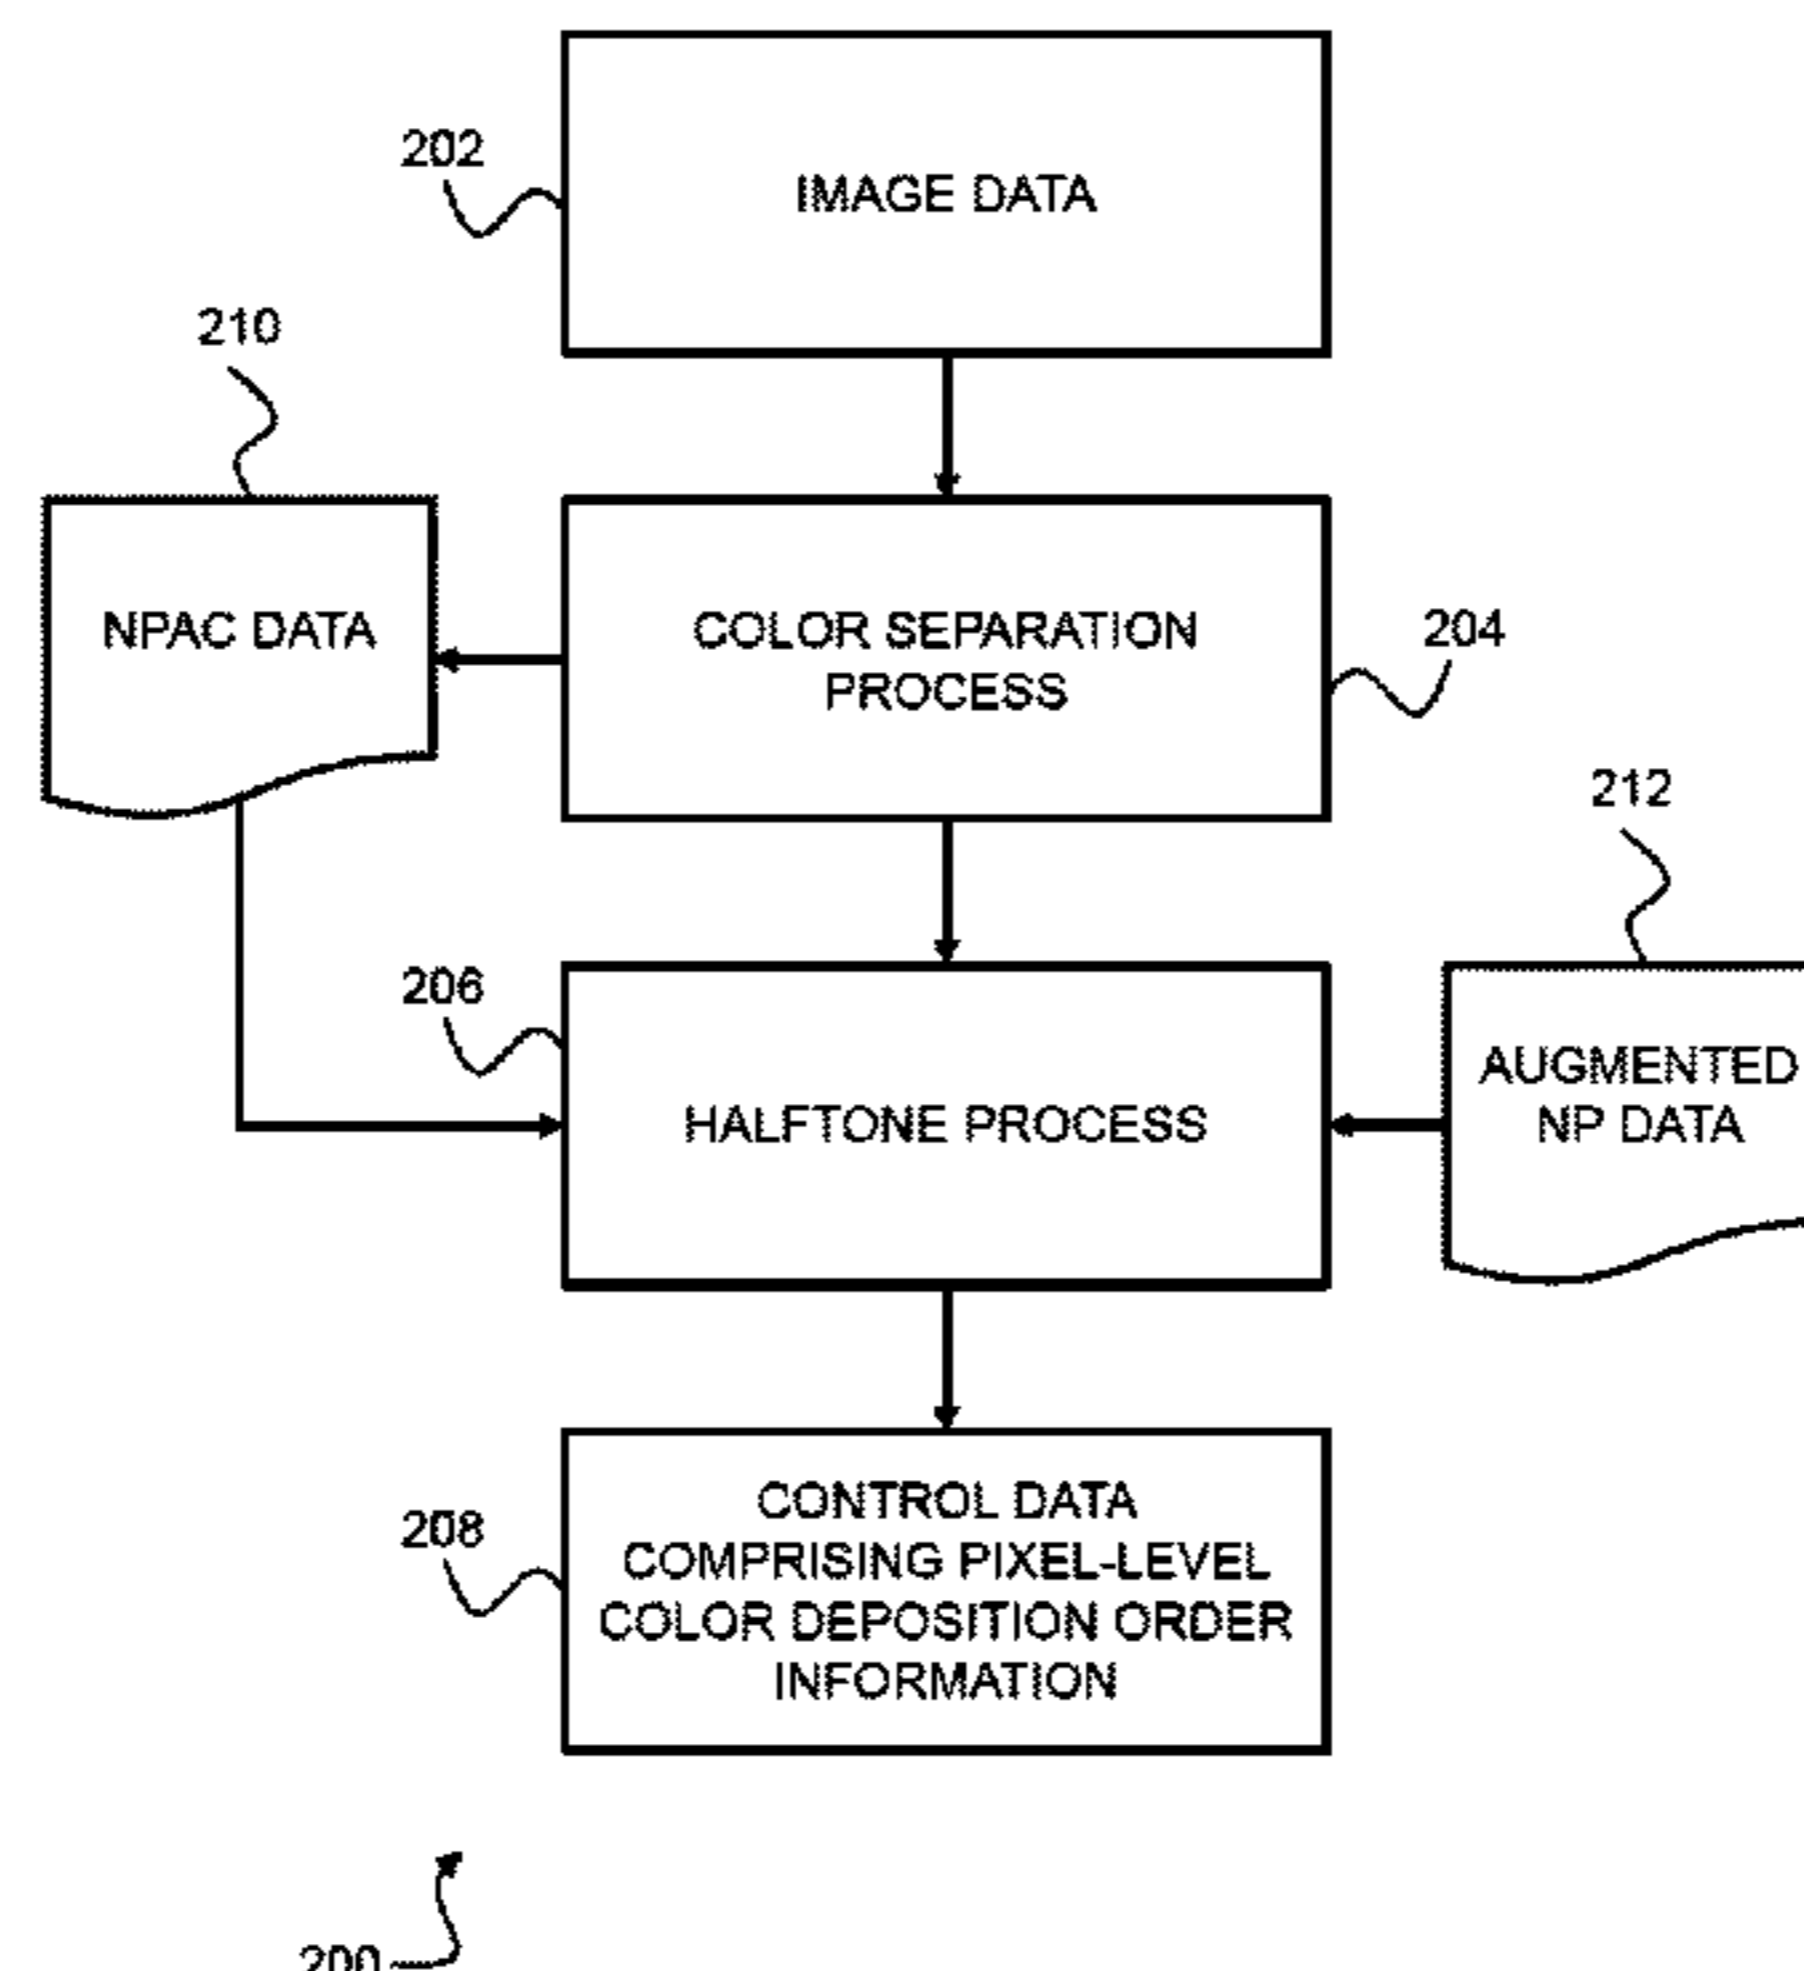 202
IMAGE DATA
210
NPAC DATA
COLOR SEPARATION
PROCESS
204
212
206
HALFTONE PROCESS
AUGMENTED
NP DATA
208
CONTROL DATA
COMPRISING PIXEL-LEVEL
COLOR DEPOSITION ORDER
INFORMATION
200